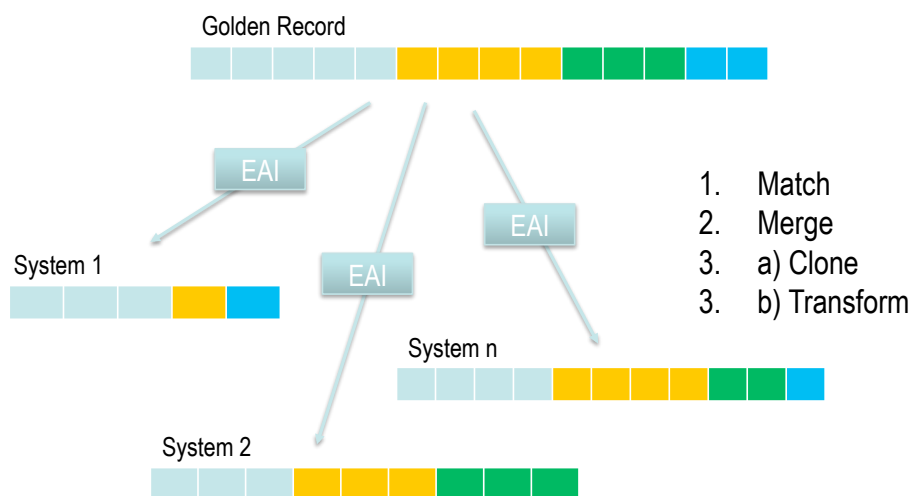 Golden Record
EAI
EAI
EAI
System 1
System n
System 2
1. Match
2. Merge
3. a) Clone
3. b) Transform